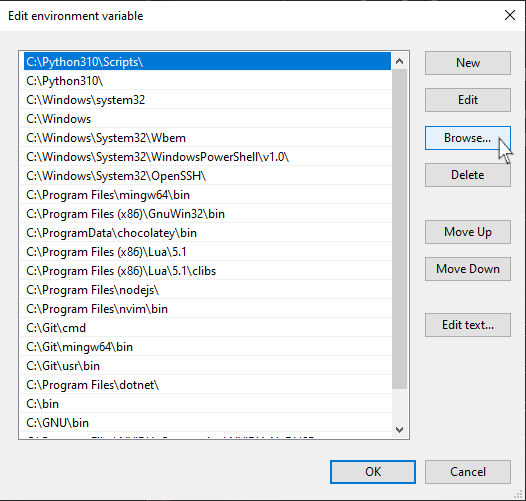 Edit environment variable
C:\Python310\Scripts\
C:\Python310\
C:\Windows\system32
C:\Windows
C:\Windows\System32\Wbem
C:\Windows\System32\WindowsPowerShell\v1.0\
C:\Windows\System32\OpenSSH\
C:\Program Files\mingw64\bin
C:\Program Files (x86)\GnuWin32\bin
C:\ProgramData\chocolatey\bin
C:\Program Files (x86)\Lua\5.1
C:\Program Files (x86)\Lua\5.1\clibs
C:\Program Files\nodejs\
C:\Program Files\nvim\bin
C:\Git\cmd
C:\Git\mingw64\bin
C:\Git\usr\bin
C:\Program Files\dotnet\
C:\bin
C:\GNU\bin
New
Edit
Browse...
Delete
Move Up
Move Down
Edit text...
OK
Cancel